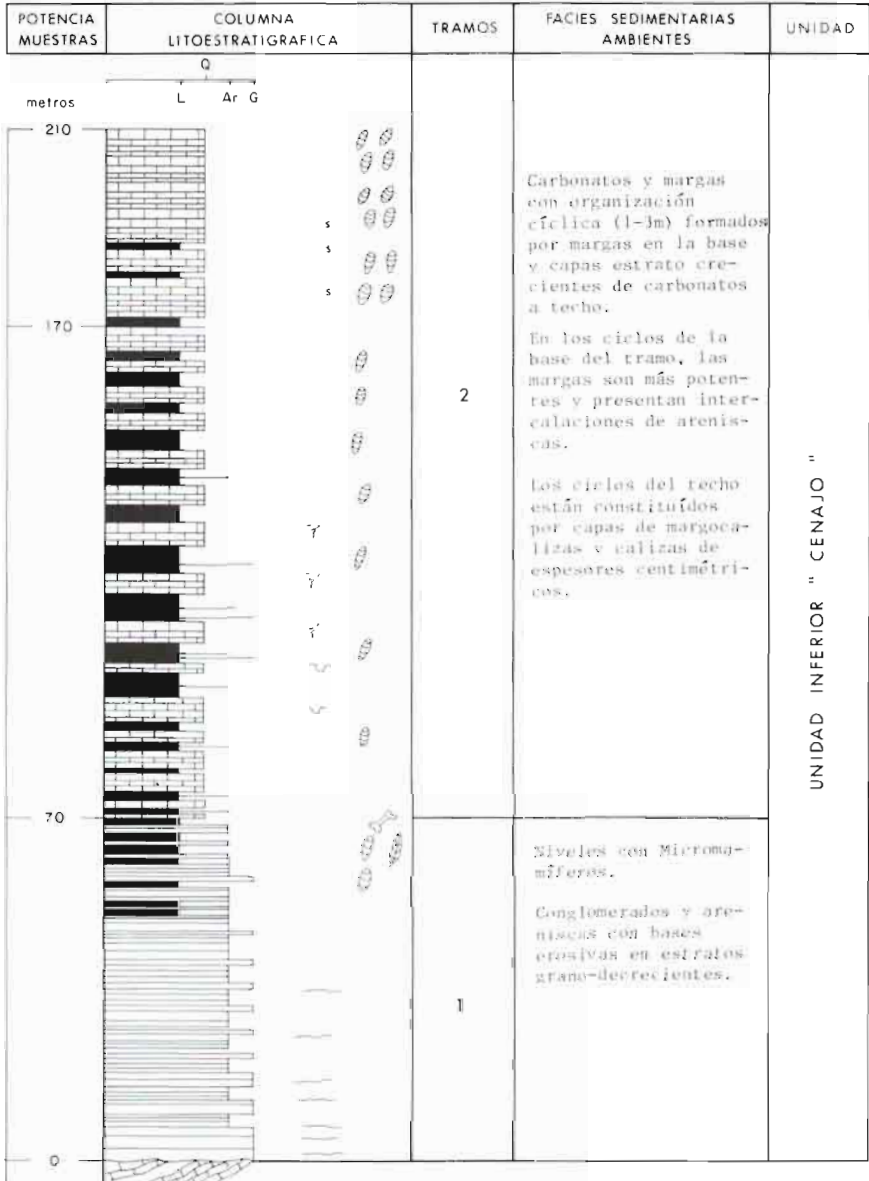 POTENCIA
MUESTRAS
COLUMNA
LITOESTRATIGRAFICA
TRAMOS
FACIES SEDIMENTARIAS
AMBIENTES
UNIDAD
Q
L Ar G
metros
210
s
s
s
170
70
0
2
1
Carbonatos y margas
con organización
cíclica (1-3m) formados
por margas en la base
y capas estrato cre-
cientes de carbonatos
a techo.
En los ciclos de la
base del tramo, las
margas son más poten-
tes y presentan inter-
calaciones de arenis-
cas.
Los ciclos del techo
están constituídos
por capas de margoca-
lizas y calizas de
espesores centimétri-
cos.
Niveles con Microma-
míferos.
Conglomerados y are-
niscas con bases
erosivas en estratos
grano-decrecientes.
UNIDAD INFERIOR " CENAJO "